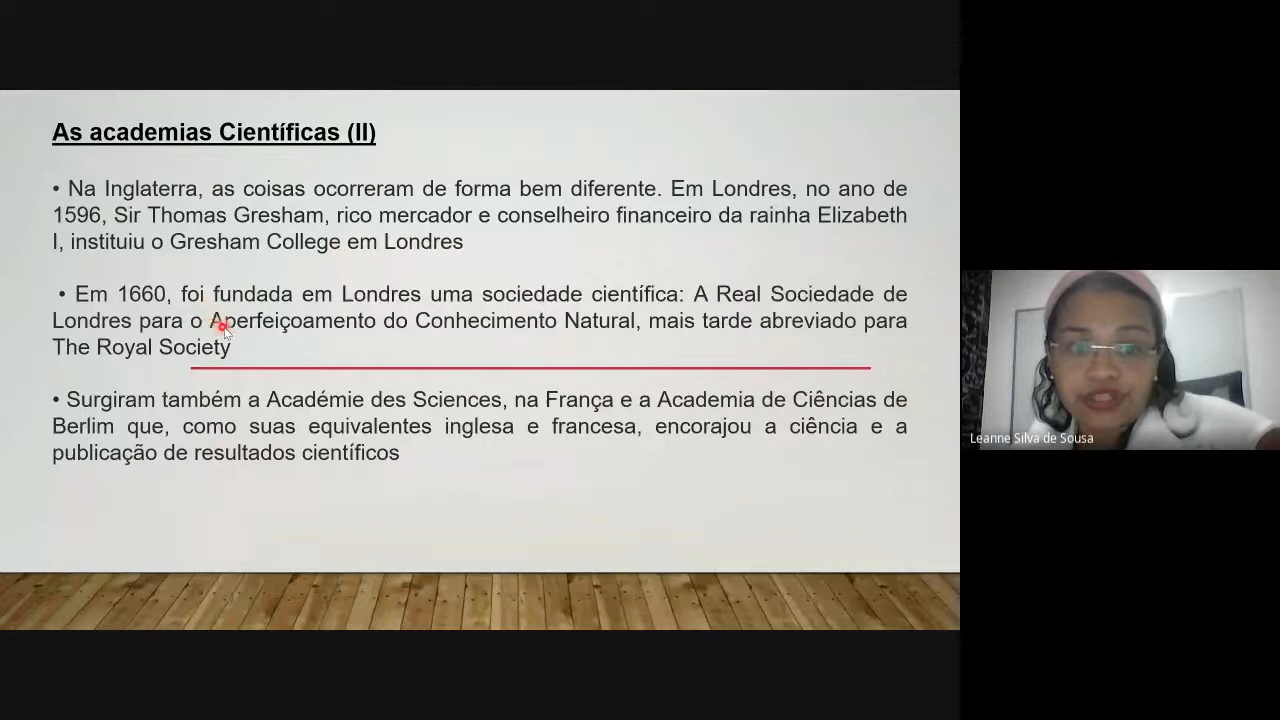 As academias Científicas (II)
• Na Inglaterra, as coisas ocorreram de forma bem diferente. Em Londres, no ano de
1596, Sir Thomas Gresham, rico mercador e conselheiro financeiro da rainha Elizabeth
I, instituiu o Gresham College em Londres
• Em 1660, foi fundada em Londres uma sociedade científica: A Real Sociedade de
Londres para o Aperfeiçoamento do Conhecimento Natural, mais tarde abreviado para
The Royal Society
• Surgiram também a Académie des Sciences, na França e a Academia de Ciências de
Berlim que, como suas equivalentes inglesa e francesa, encorajou a ciência e a
publicação de resultados científicos
Leanne Silva de Sousa